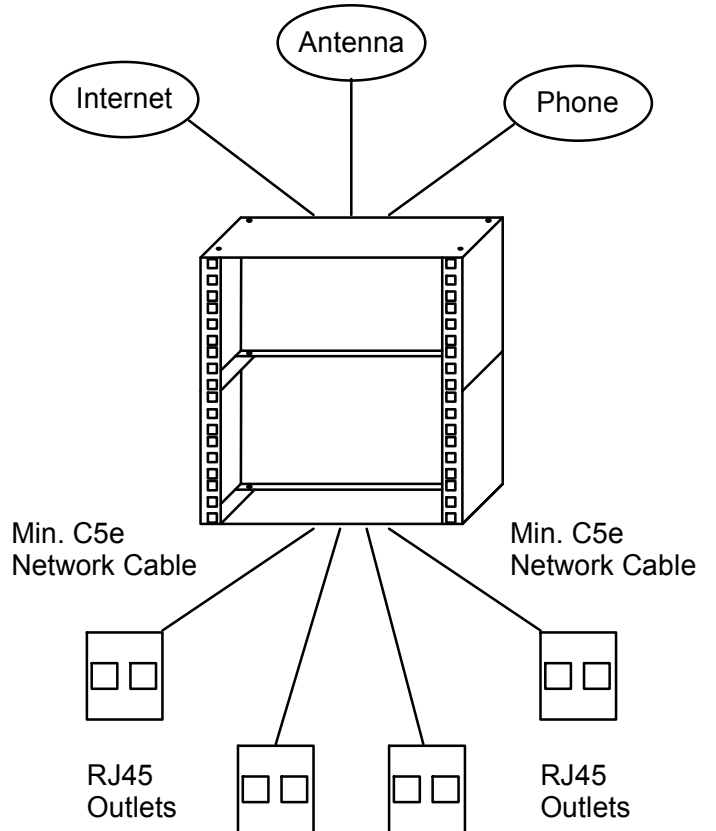 Antenna
Internet
Phone
Min. C5e
Network Cable
Min. C5e
Network Cable
RJ45
Outlets
RJ45
Outlets